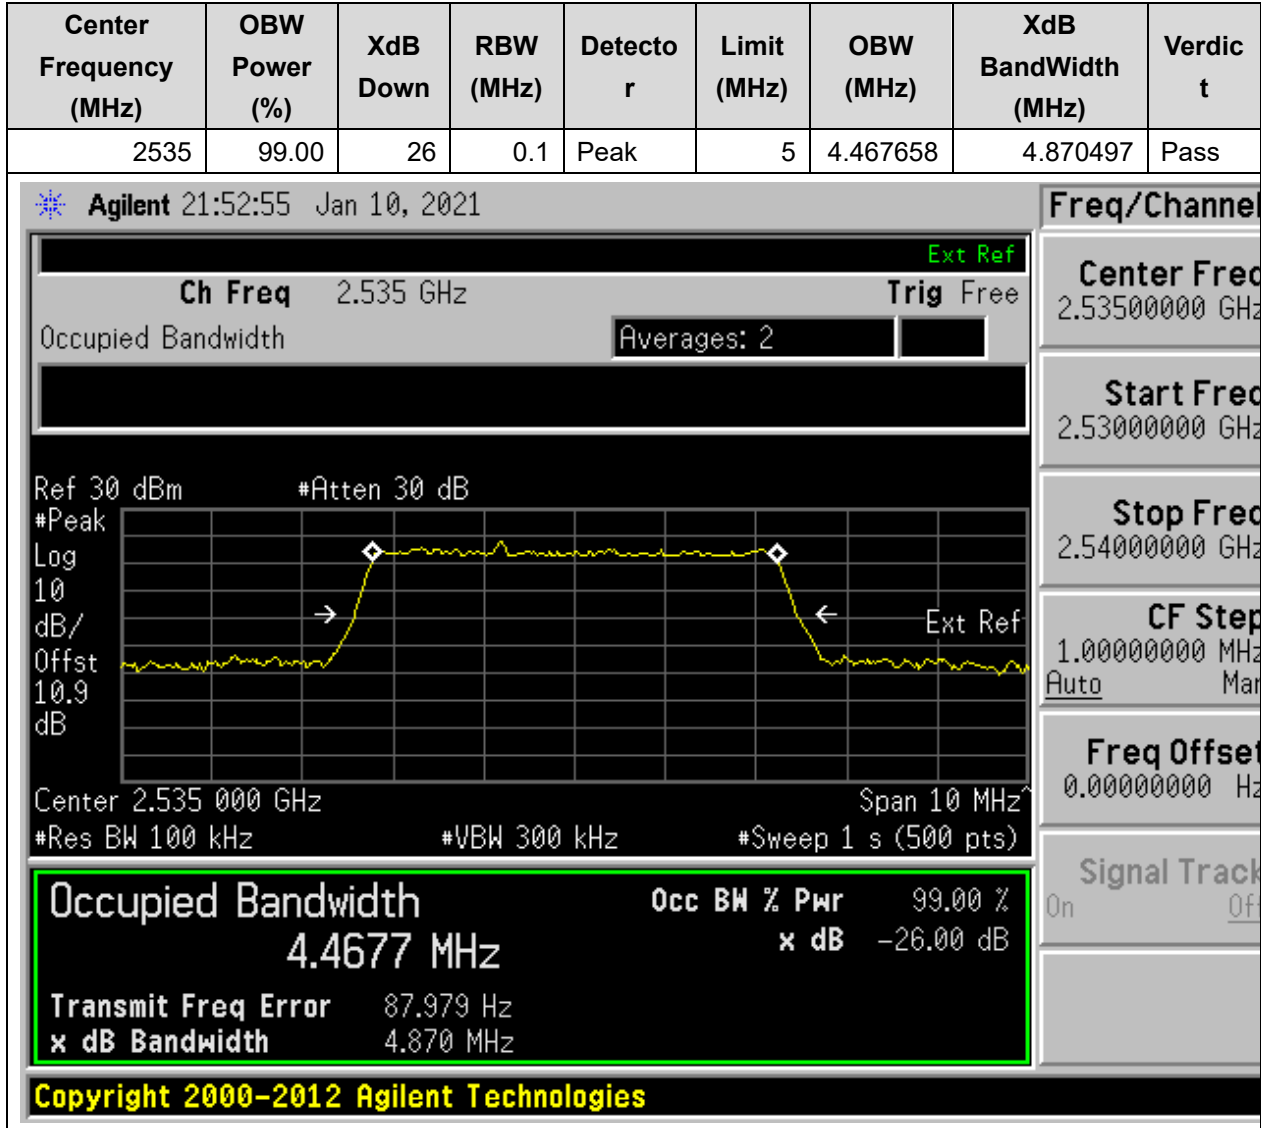 Center Frequency (MHz) OBW Power (%) XdB Down RBW (MHz) Detector Limit (MHz) OBW (MHz) XdB BandWidth (MHz) Verdict
2535 99.00 26 0.1 Peak 5 4.467658 4.870497 Pass
Agilent 21:52:55 Jan 10, 2021
Freq/Channel
Ext Ref
Ch Freq 2.535 GHz Trig Free
Occupied Bandwidth Averages: 2
Center Freq
2.53500000 GHz
Start Freq
2.53000000 GHz
Stop Freq
2.54000000 GHz
CF Step
1.00000000 MHz
Auto Man
Freq Offset
0.00000000 Hz
Signal Track
On Off
Ref 30 dBm #Atten 30 dB
#Peak
Log
10
dB/
Offst
10.9
dB
Ext Ref
Center 2.535 000 GHz Span 10 MHz^
#Res BW 100 kHz #VBW 300 kHz #Sweep 1 s (500 pts)
Occupied Bandwidth Occ BW % Pwr 99.00 %
4.4677 MHz x dB -26.00 dB
Transmit Freq Error 87.979 Hz
x dB Bandwidth 4.870 MHz
Copyright 2000-2012 Agilent Technologies